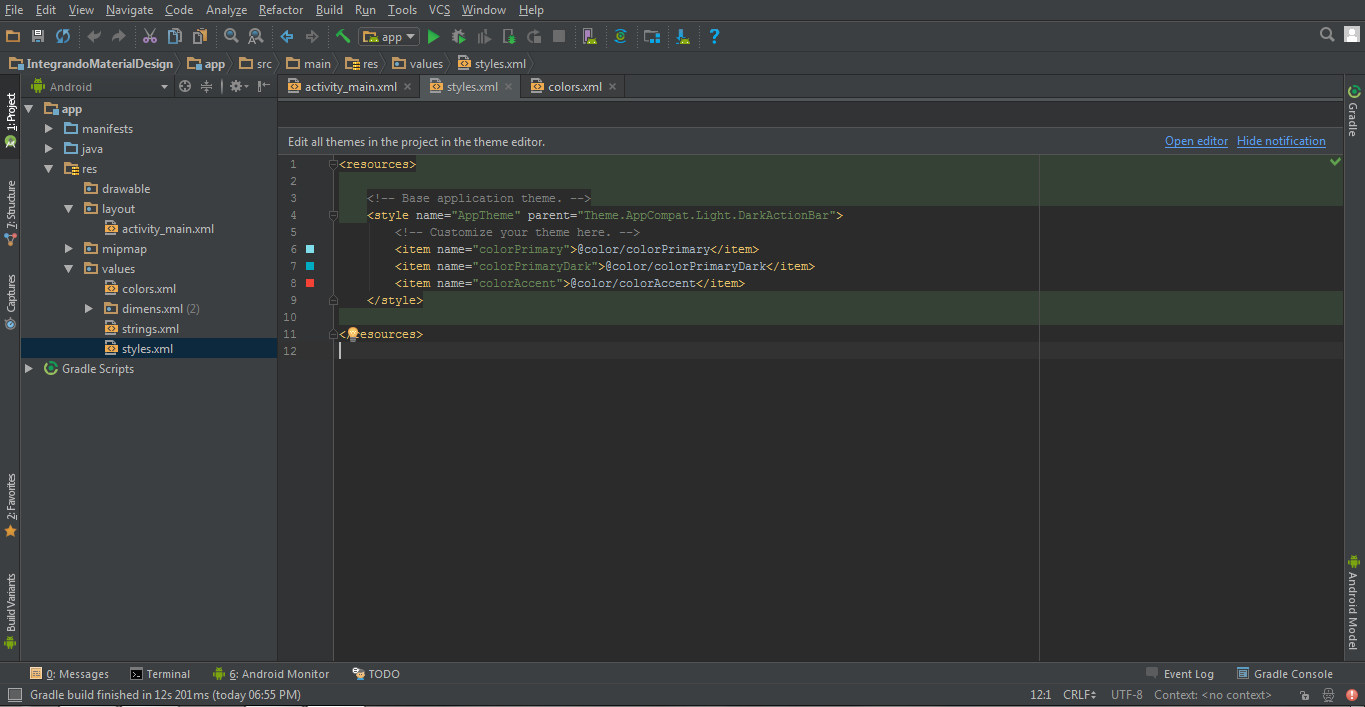 File Edit View Navigate Code Analyze Refactor Build Run Tools VCS Window Help
app
IntegrandoMaterialDesign app src main res values styles.xml
Android
activity_main.xml styles.xml colors.xml
1: Project
7: Structure
Captures
2: Favorites
Build Variants
app
manifests
java
res
drawable
layout
activity_main.xml
mipmap
values
colors.xml
dimens.xml (2)
strings.xml
styles.xml
Gradle Scripts
Edit all themes in the project in the theme editor. Open editor Hide notification
1 <resources>
2
3 <!-- Base application theme. -->
4 <style name="AppTheme" parent="Theme.AppCompat.Light.DarkActionBar">
5 <!-- Customize your theme here. -->
6 <item name="colorPrimary">@color/colorPrimary</item>
7 <item name="colorPrimaryDark">@color/colorPrimaryDark</item>
8 <item name="colorAccent">@color/colorAccent</item>
9 </style>
10
11 </resources>
12
Gradle
Android Model
0: Messages Terminal 6: Android Monitor TODO Event Log Gradle Console
Gradle build finished in 12s 201ms (today 06:55 PM) 12:1 CRLF UTF-8 Context: <no context>